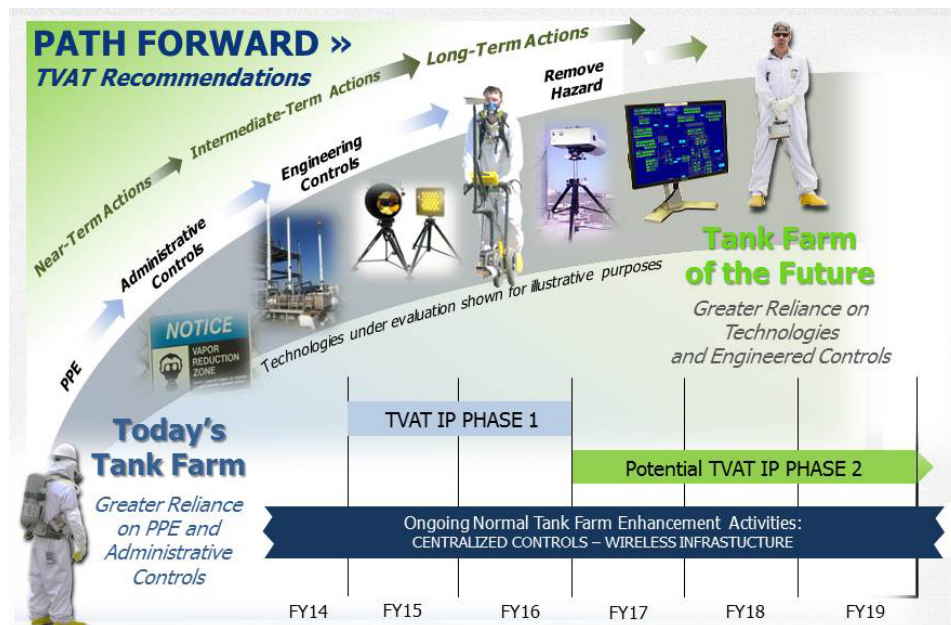 PATH FORWARD »
TVAT Recommendations
Near-Term Actions
Intermediate-Term Actions
Long-Term Actions
PPE
Administrative
Controls
Engineering
Controls
Remove
Hazard
NOTICE
VAPOR
REDUCTION
ZONE
Technologies under evaluation shown for illustrative purposes
Tank Farm
of the Future
Greater Reliance on
Technologies
and Engineered Controls
Today's
Tank Farm
Greater Reliance
on PPE and
Administrative
Controls
TVAT IP PHASE 1
Potential TVAT IP PHASE 2
Ongoing Normal Tank Farm Enhancement Activities:
CENTRALIZED CONTROLS – WIRELESS INFRASTUCTURE
FY14
FY15
FY16
FY17
FY18
FY19